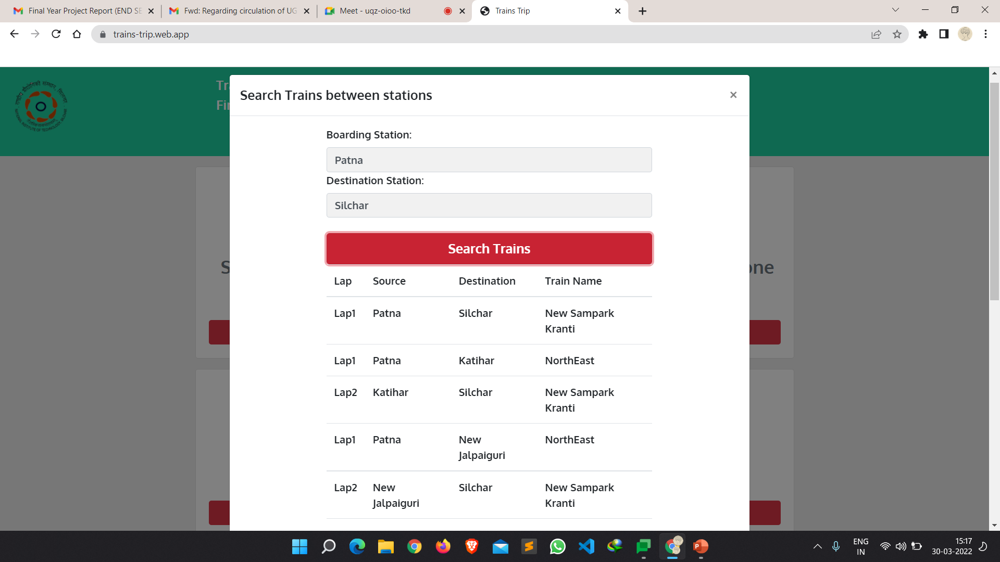 Final Year Project Report (END SE
Fwd: Regarding circulation of UG
Meet - uqz-oioo-tkd
Trains Trip
trains-trip.web.app
Tr
Fi
Search Trains between stations
×
Boarding Station:
Patna
Destination Station:
Silchar
Search Trains
S
one
Lap Source Destination Train Name
Lap1 Patna Silchar New Sampark
Kranti
Lap1 Patna Katihar NorthEast
Lap2 Katihar Silchar New Sampark
Kranti
Lap1 Patna New NorthEast
Jalpaiguri
Lap2 New Silchar New Sampark
Jalpaiguri Kranti
ENG
IN
15:17
30-03-2022